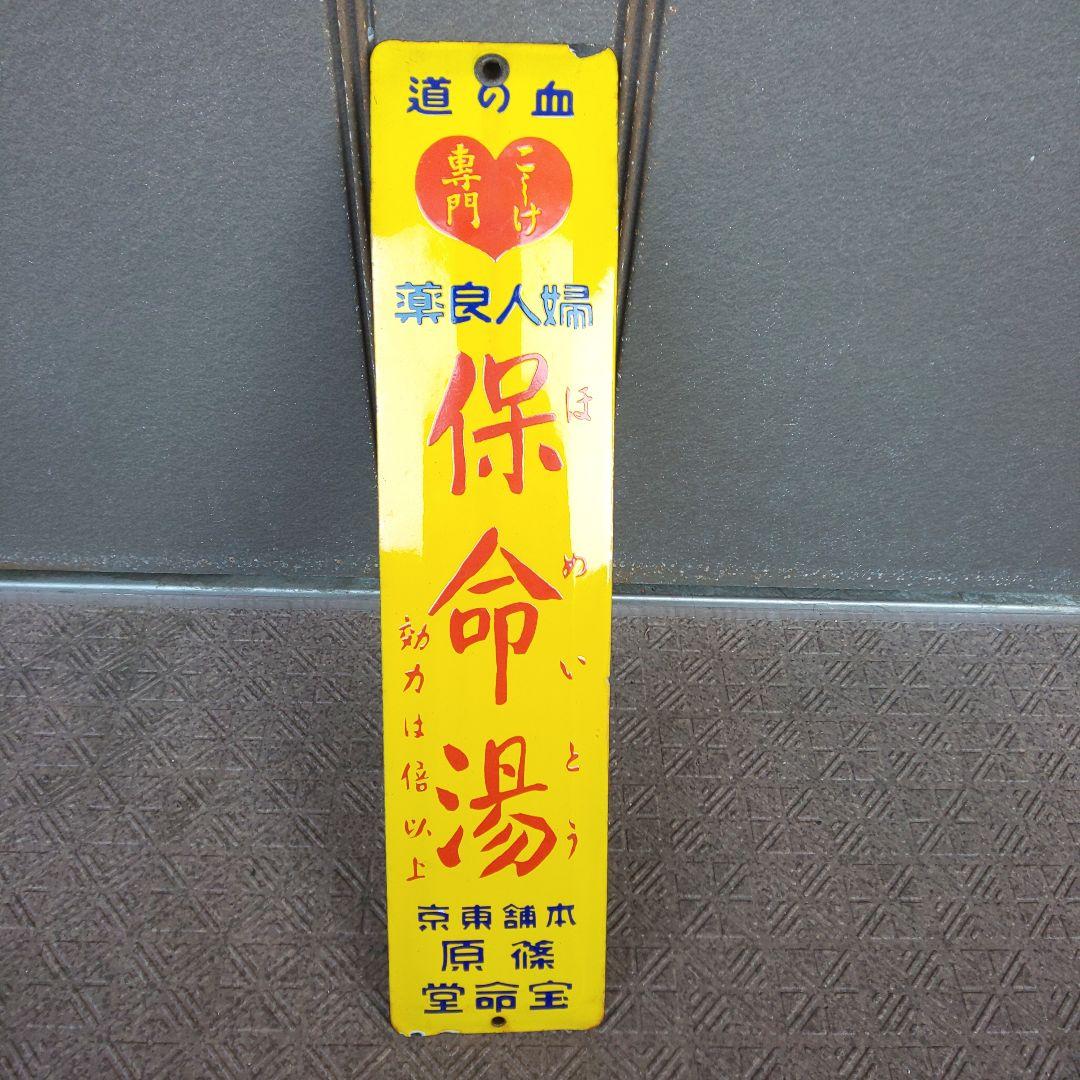 血の道
こしけ
専門
婦人良薬
保命湯
ほめいとう
効力は倍以上
本舗東京
篠原
宝命堂